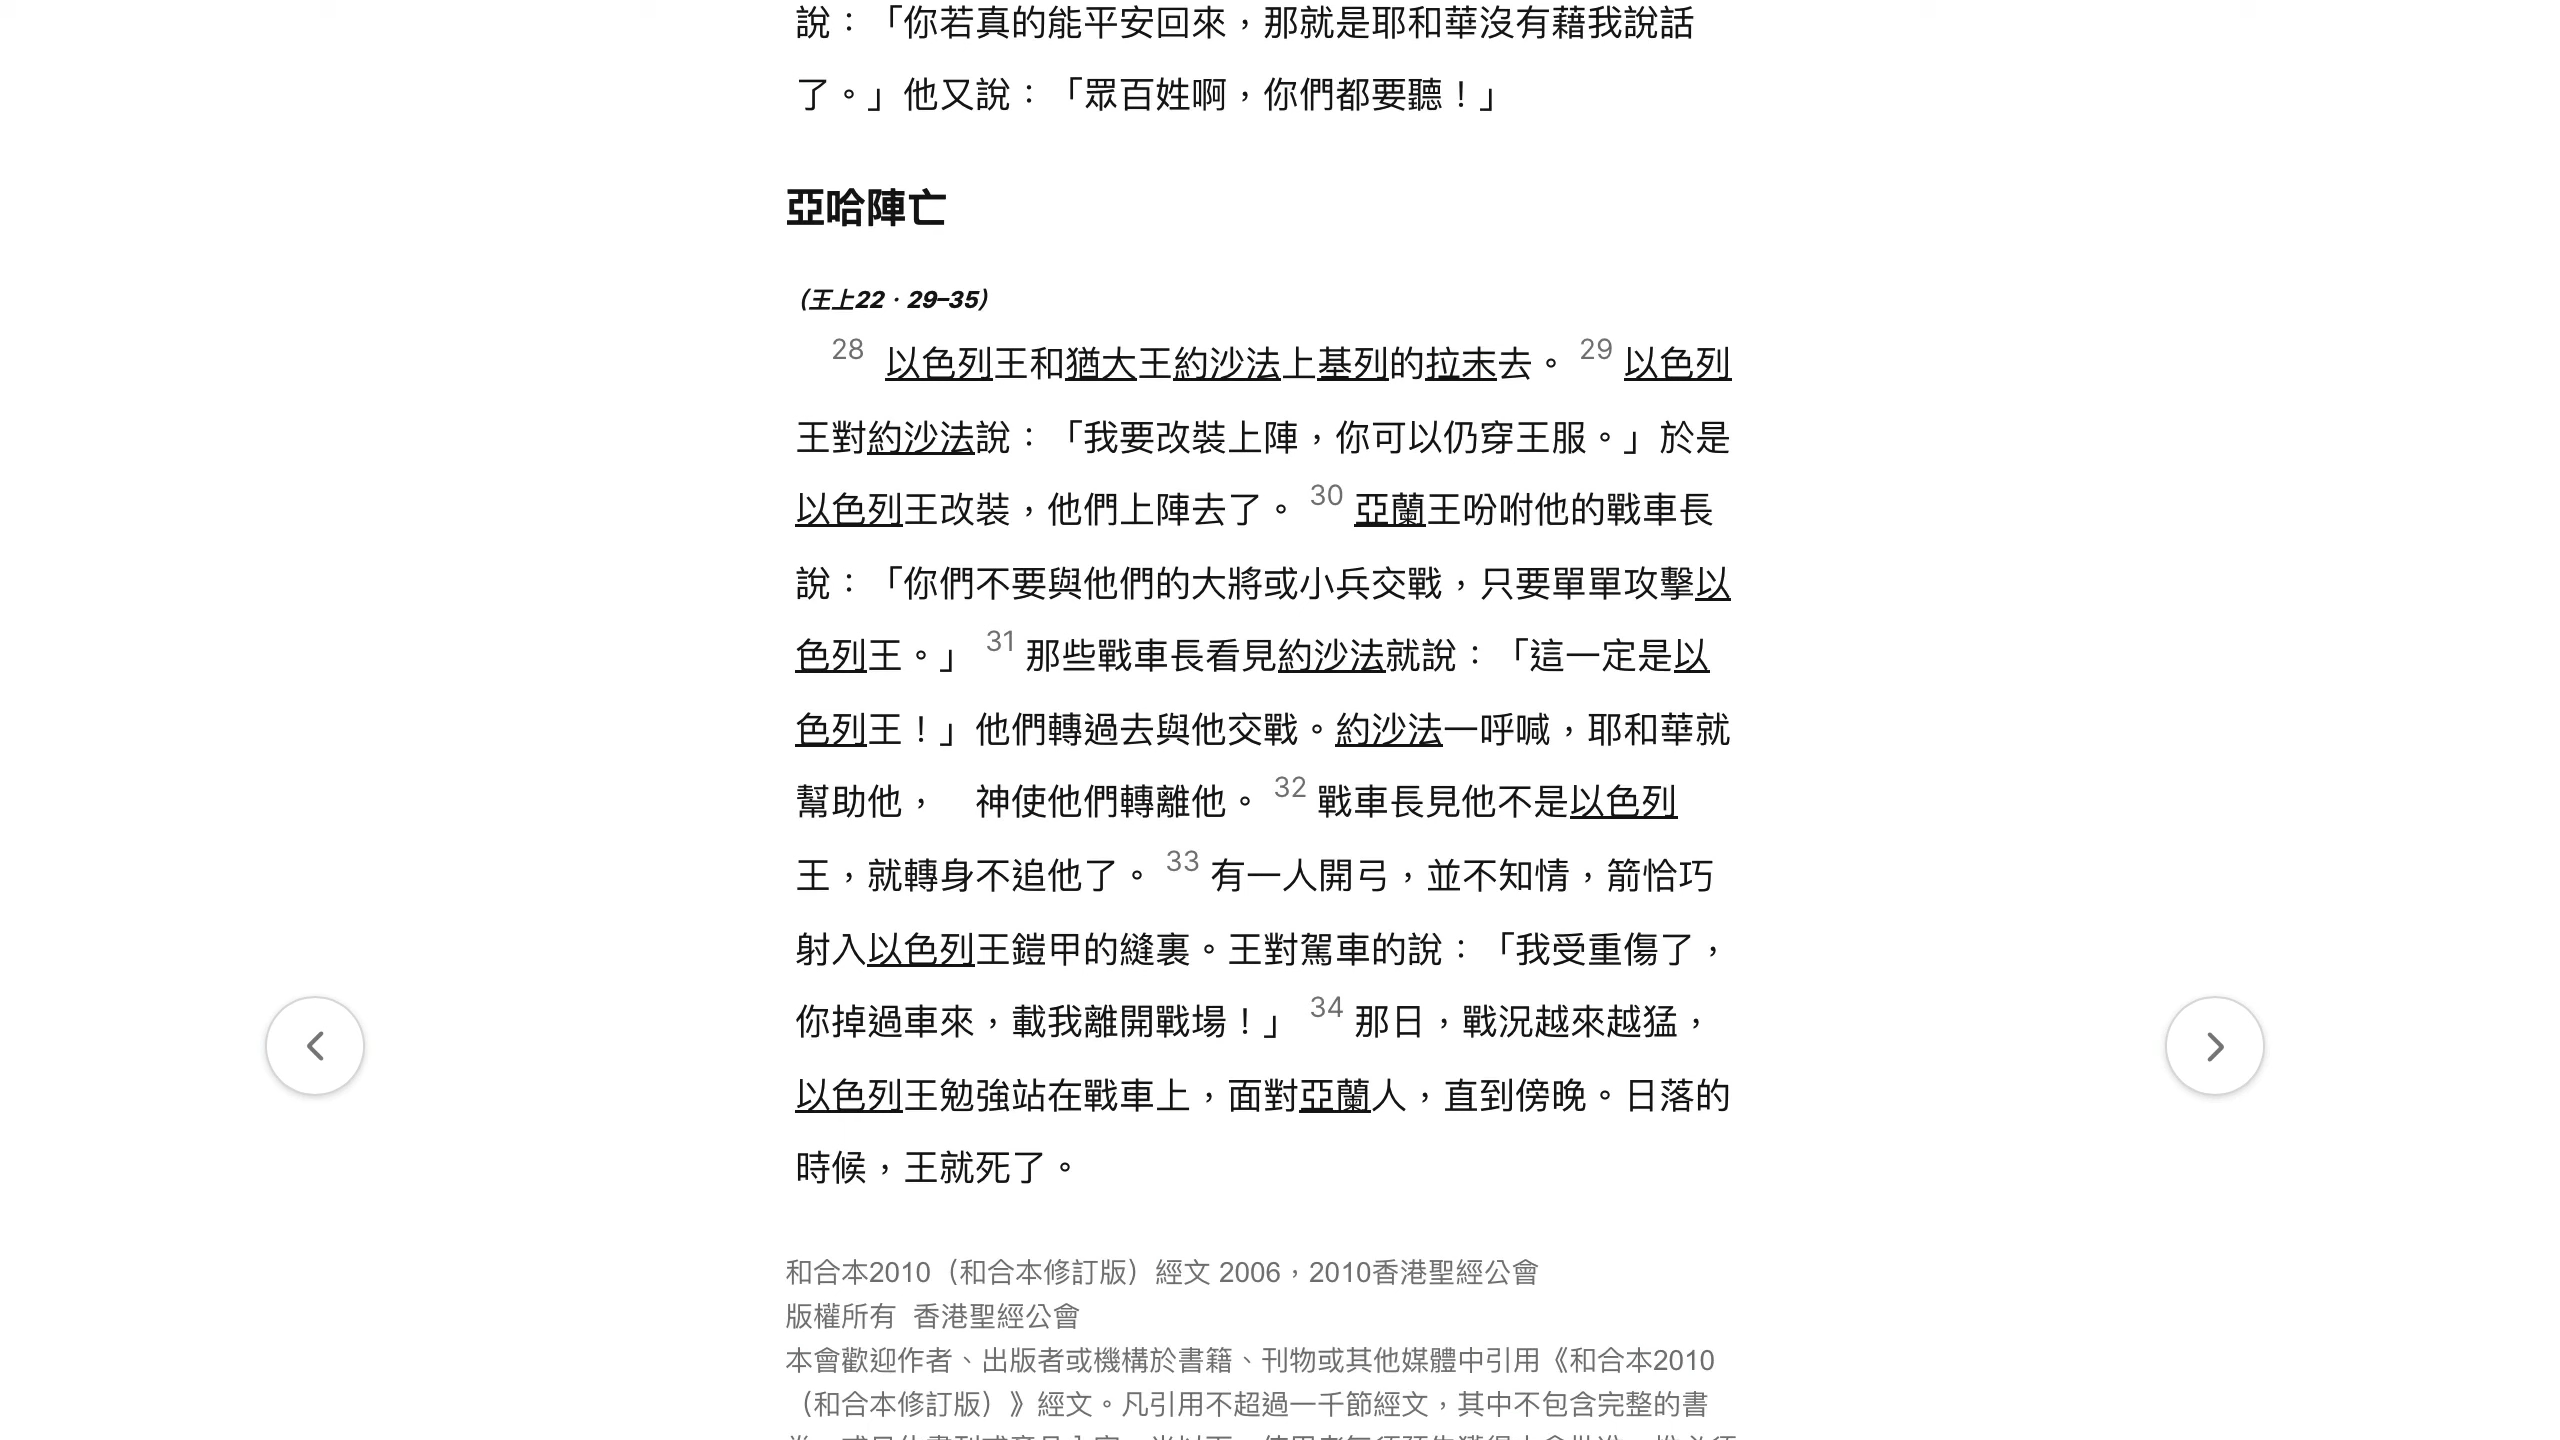 說：「你若真的能平安回來，那就是耶和華沒有藉我說話
了。」他又說：「眾百姓啊，你們都要聽！」
亞哈陣亡
（王上22‧29–35）
28 以色列王和猶大王約沙法上基列的拉末去。 29 以色列
王對約沙法說：「我要改裝上陣，你可以仍穿王服。」於是
以色列王改裝，他們上陣去了。 30 亞蘭王吩咐他的戰車長
說：「你們不要與他們的大將或小兵交戰，只要單單攻擊以
色列王。」 31 那些戰車長看見約沙法就說：「這一定是以
色列王！」他們轉過去與他交戰。約沙法一呼喊，耶和華就
幫助他，　神使他們轉離他。 32 戰車長見他不是以色列
王，就轉身不追他了。 33 有一人開弓，並不知情，箭恰巧
射入以色列王鎧甲的縫裏。王對駕車的說：「我受重傷了，
你掉過車來，載我離開戰場！」 34 那日，戰況越來越猛，
以色列王勉強站在戰車上，面對亞蘭人，直到傍晚。日落的
時候，王就死了。
和合本2010（和合本修訂版）經文 2006，2010香港聖經公會
版權所有 香港聖經公會
本會歡迎作者、出版者或機構於書籍、刊物或其他媒體中引用《和合本2010
（和合本修訂版）》經文。凡引用不超過一千節經文，其中不包含完整的書